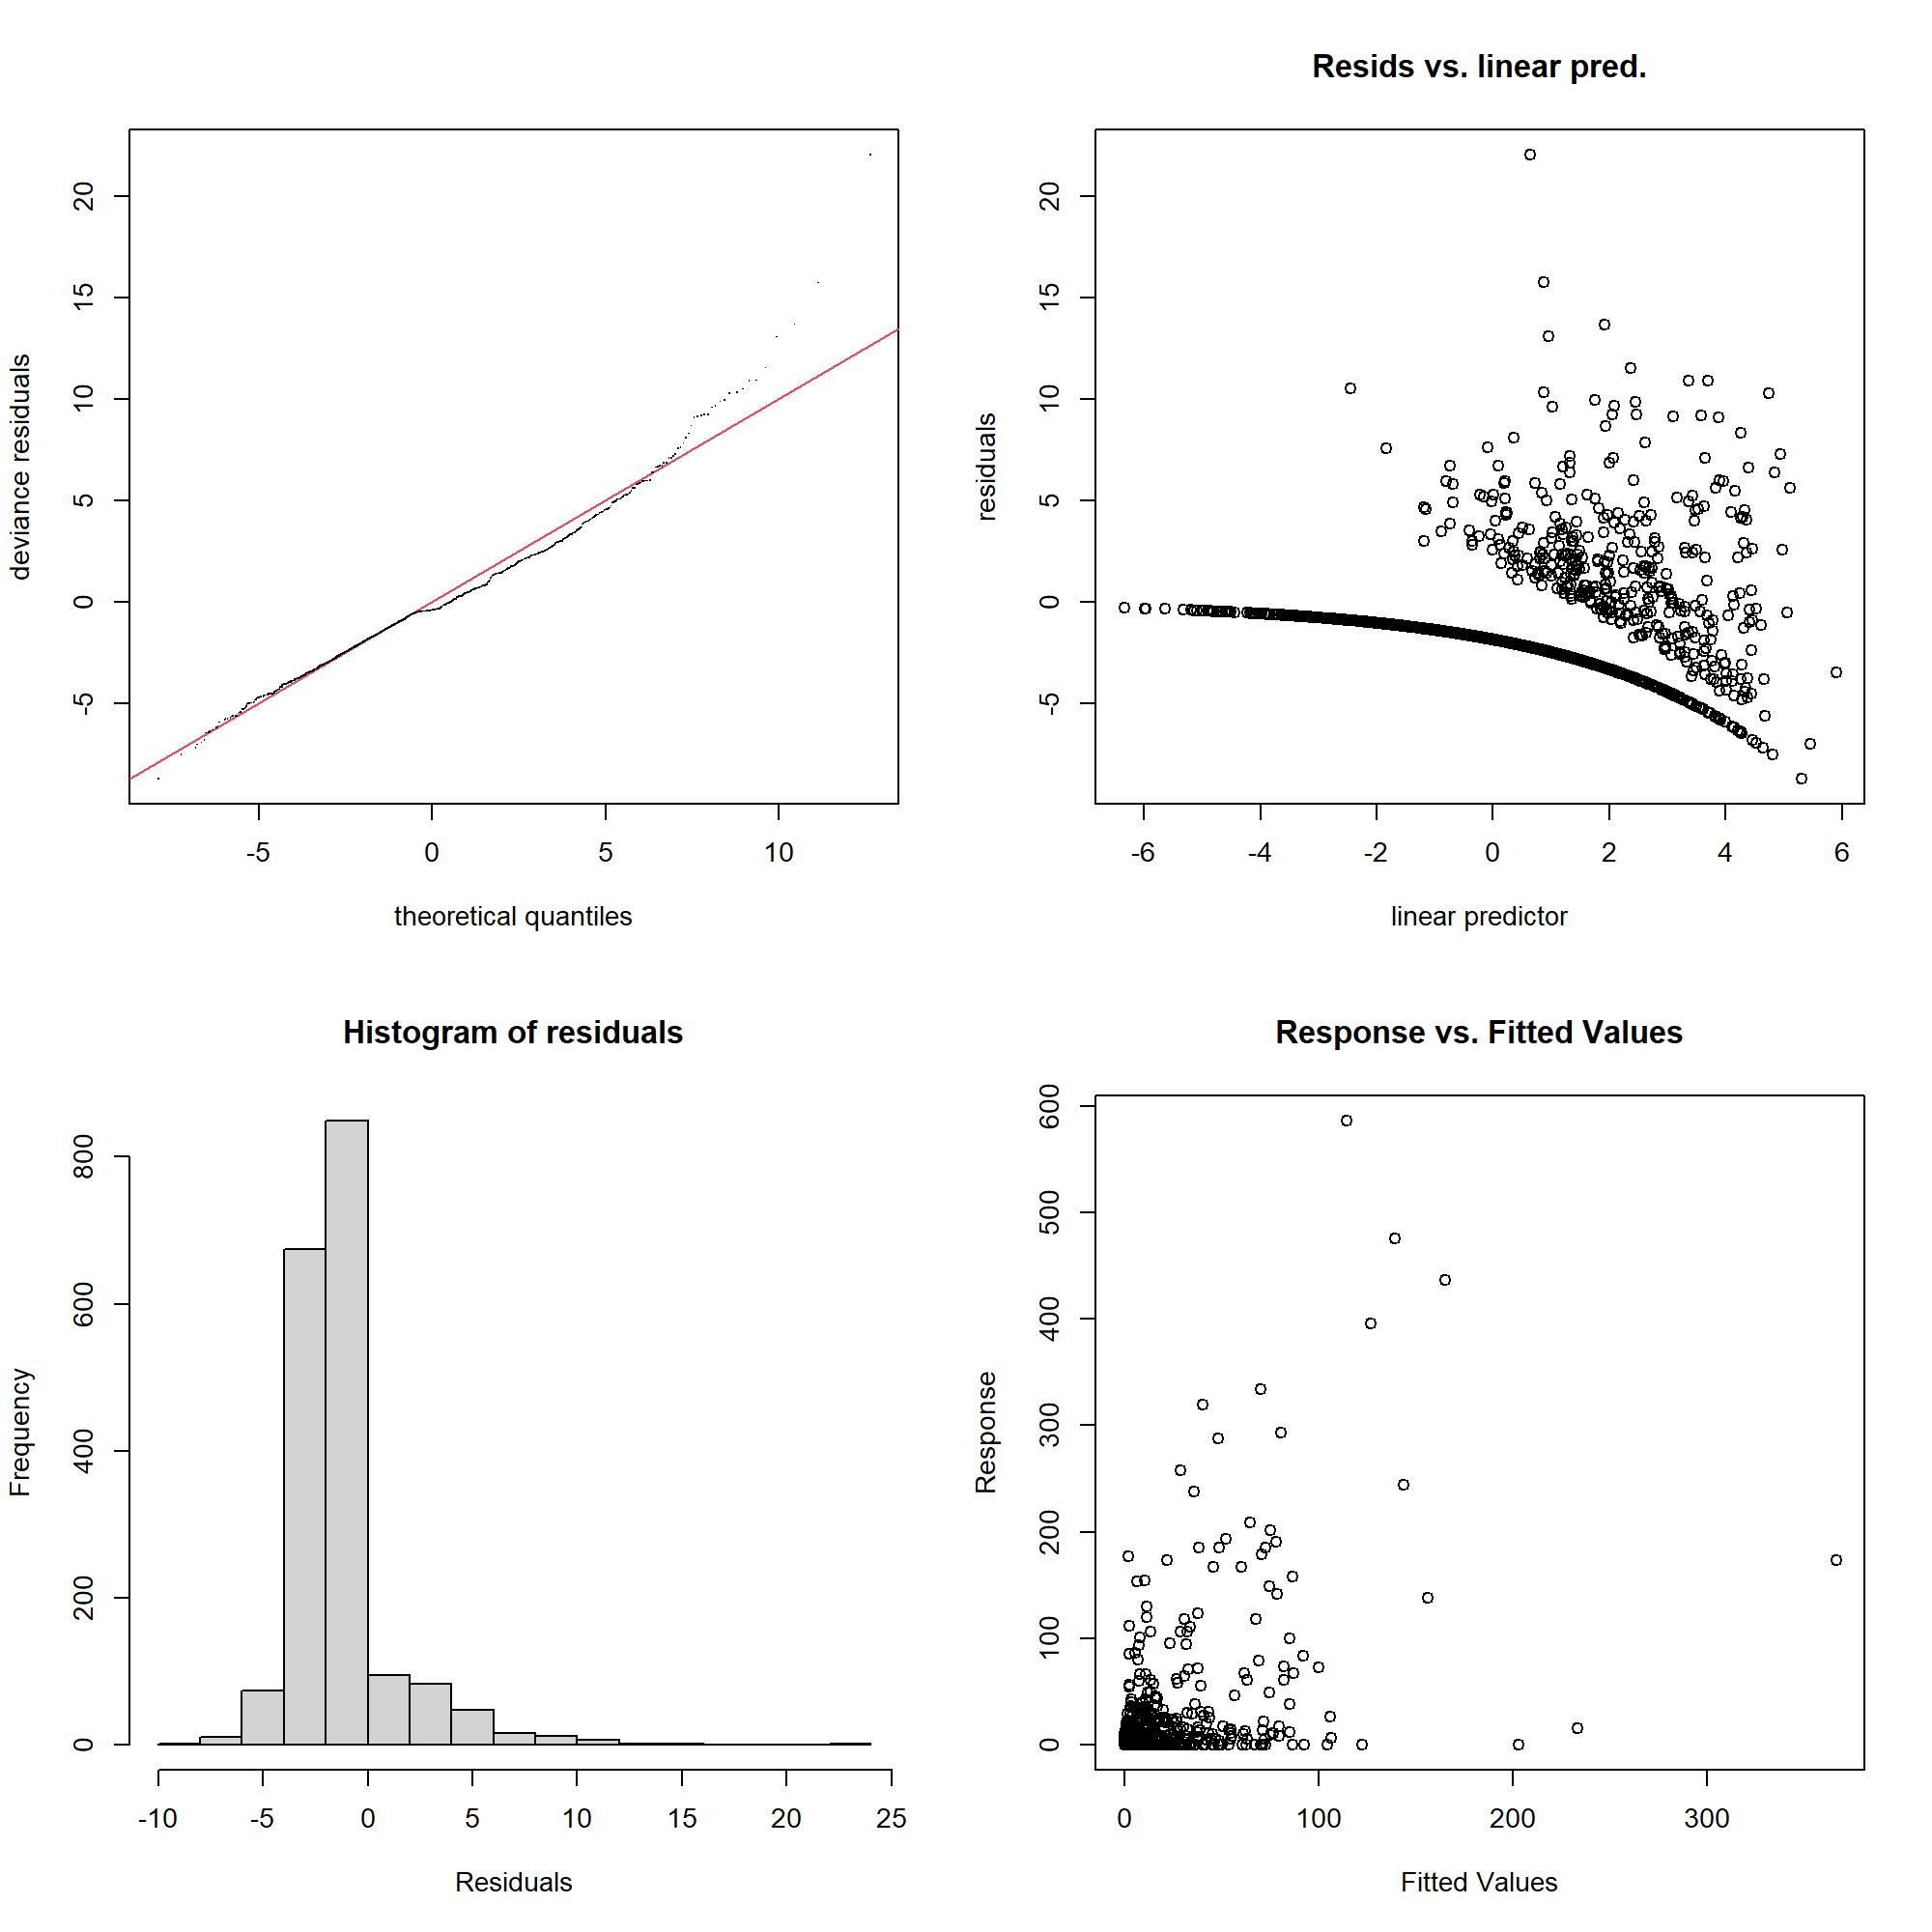 deviance residuals
20
15
10
5
0
-5
-5 0 5 10
theoretical quantiles
Resids vs. linear pred.
residuals
20
15
10
5
0
-5
-6 -4 -2 0 2 4 6
linear predictor
Histogram of residuals
Frequency
800
600
400
200
0
-10 -5 0 5 10 15 20 25
Residuals
Response vs. Fitted Values
Response
600
500
400
300
200
100
0
0 100 200 300
Fitted Values